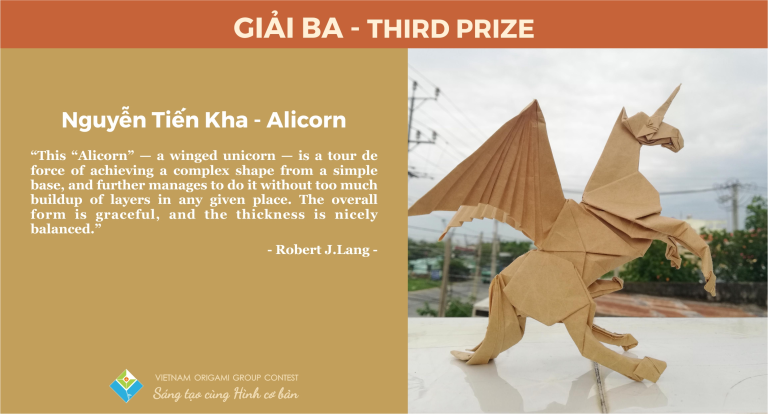 GIẢI BA - THIRD PRIZE
Nguyễn Tiến Kha - Alicorn
“This “Alicorn” — a winged unicorn — is a tour de
force of achieving a complex shape from a simple
base, and further manages to do it without too much
buildup of layers in any given place. The overall
form is graceful, and the thickness is nicely
balanced.”
- Robert J.Lang -
VIETNAM ORIGAMI GROUP CONTEST
Sáng tạo cùng Hình cơ bản